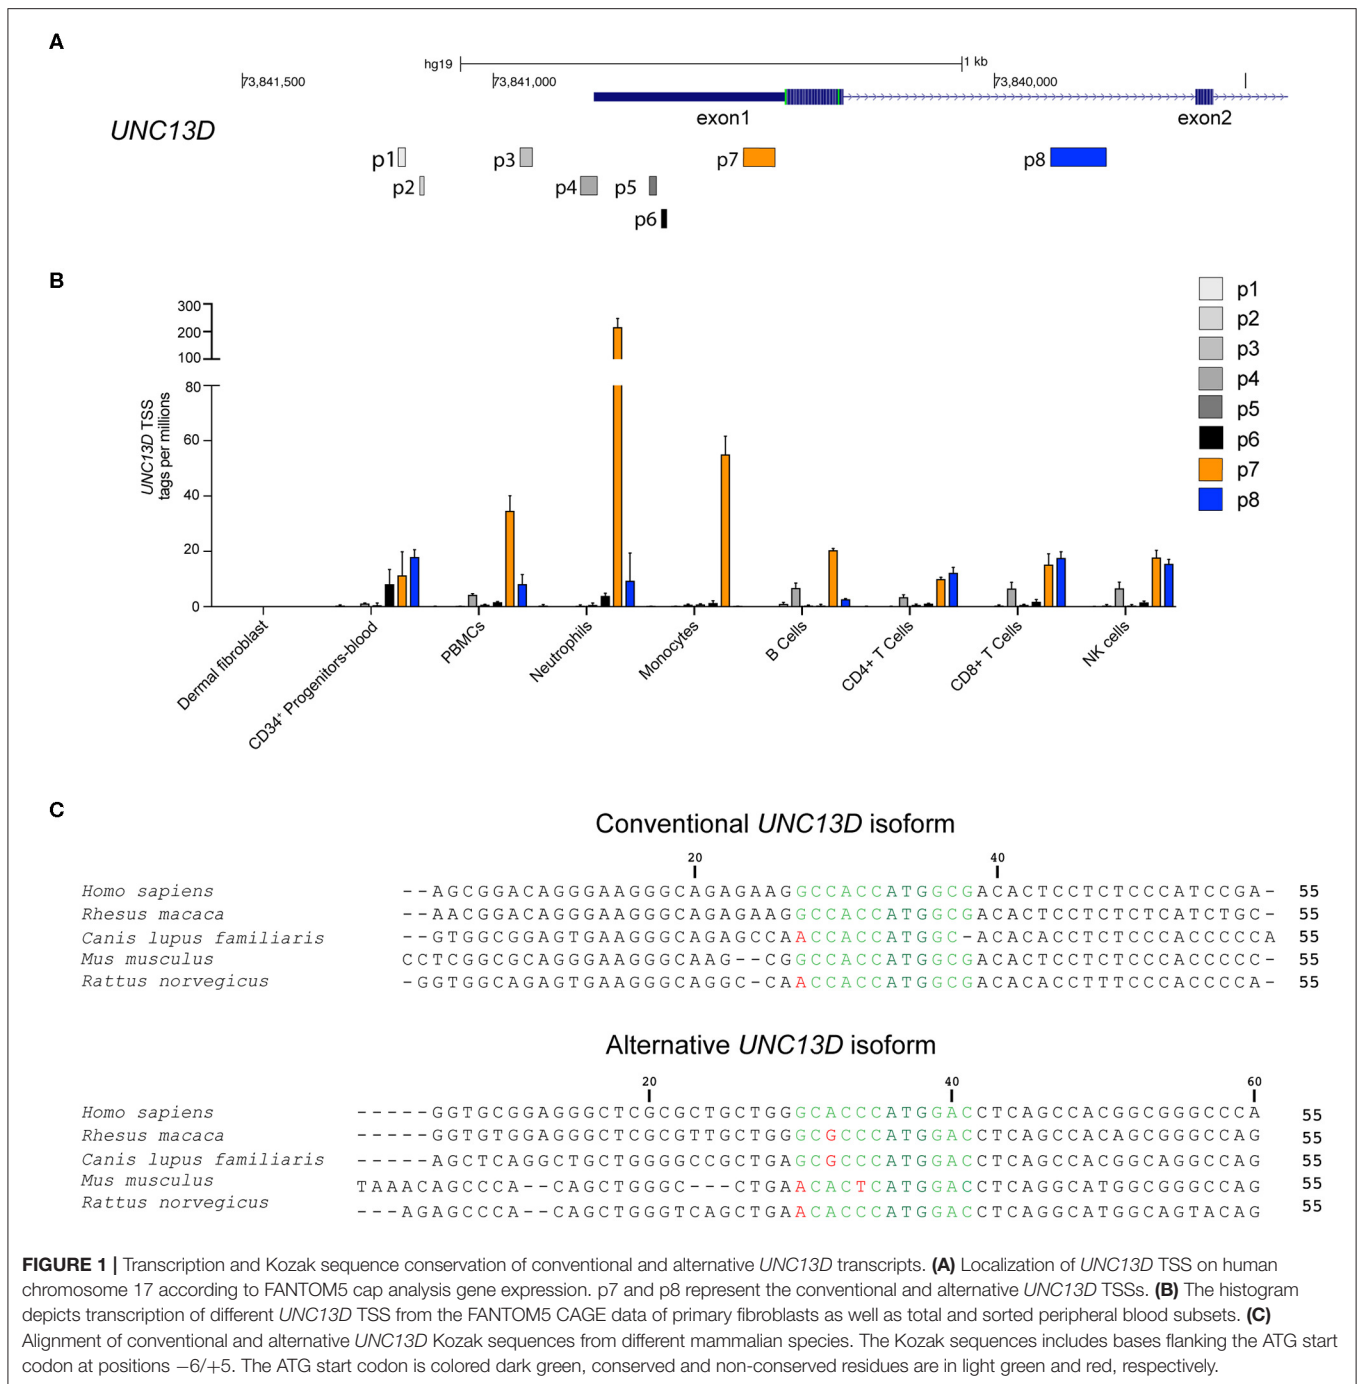 A
hg19 1 kb
73,841,500 73,841,000 73,840,000
exon1 exon2
UNC13D
p1 p3 p7 p8
p2 p4 p5
p6
B
300
200
100
80
60
40
20
0
UNC13D TSS
tags per millions
p1
p2
p3
p4
p5
p6
p7
p8
Dermal fibroblast
CD34+ Progenitors-blood
PBMCs
Neutrophils
Monocytes
B Cells
CD4+ T Cells
CD8+ T Cells
NK cells
C
Conventional UNC13D isoform
20 40
Homo sapiens --AGCGGACAGGGAAGGGCAGAGAAGGCCACCATGGCGACACTCCTCTCCCATCCGA- 55
Rhesus macaca --AACGGACAGGGAAGGGCAGAGAAGGCCACCATGGCGACACTCCTCTCTCATCTGC- 55
Canis lupus familiaris --GTGGCGGAGTGAAGGGCAGAGCCAACCACCATGGC-ACACACCTCTCCCACCCCCA 55
Mus musculus CCTCGGCGCAGGGAAGGGCAAG--CGGCCACCATGGCGACACTCCTCTCCCACCCCC- 55
Rattus norvegicus -GGTGGCAGAGTGAAGGGCAGGC-CAACCACCATGGCGACACACCTTTCCCACCCCA- 55
Alternative UNC13D isoform
20 40 60
Homo sapiens -----GGTGCGGAGGGCTCGCGCTGCTGGGCACCCATGGACCTCAGCCACGGCGGGCCCA 55
Rhesus macaca -----GGTGTGGAGGGCTCGCGTTGCTGGGCGCCCATGGACCTCAGCCACAGCGGGCCAG 55
Canis lupus familiaris -----AGCTCAGGCTGCTGGGGCCGCTGAGCGCCCATGGACCTCAGCCACGGCAGGCCAG 55
Mus musculus TAAACAGCCCA--CAGCTGGGC---CTGAACACTCATGGACCTCAGGCATGGCGGGCCAG 55
Rattus norvegicus ---AGAGCCCA--CAGCTGGGTCAGCTGAACACCCATGGACCTCAGGCATGGCAGTACAG 55
FIGURE 1 | Transcription and Kozak sequence conservation of conventional and alternative UNC13D transcripts. (A) Localization of UNC13D TSS on human
chromosome 17 according to FANTOM5 cap analysis gene expression. p7 and p8 represent the conventional and alternative UNC13D TSSs. (B) The histogram
depicts transcription of different UNC13D TSS from the FANTOM5 CAGE data of primary fibroblasts as well as total and sorted peripheral blood subsets. (C)
Alignment of conventional and alternative UNC13D Kozak sequences from different mammalian species. The Kozak sequences includes bases flanking the ATG start
codon at positions −6/+5. The ATG start codon is colored dark green, conserved and non-conserved residues are in light green and red, respectively.